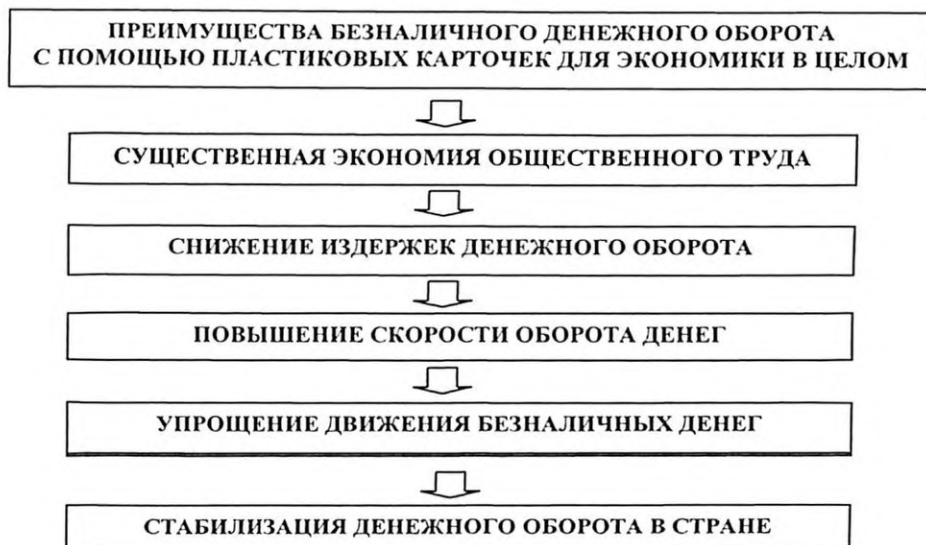 ПРЕИМУЩЕСТВА БЕЗНАЛИЧНОГО ДЕНЕЖНОГО ОБОРОТА
С ПОМОЩЬЮ ПЛАСТИКОВЫХ КАРТОЧЕК ДЛЯ ЭКОНОМИКИ В ЦЕЛОМ
СУЩЕСТВЕННАЯ ЭКОНОМИЯ ОБЩЕСТВЕННОГО ТРУДА
СНИЖЕНИЕ ИЗДЕРЖЕК ДЕНЕЖНОГО ОБОРОТА
ПОВЫШЕНИЕ СКОРОСТИ ОБОРОТА ДЕНЕГ
УПРОЩЕНИЕ ДВИЖЕНИЯ БЕЗНАЛИЧНЫХ ДЕНЕГ
СТАБИЛИЗАЦИЯ ДЕНЕЖНОГО ОБОРОТА В СТРАНЕ